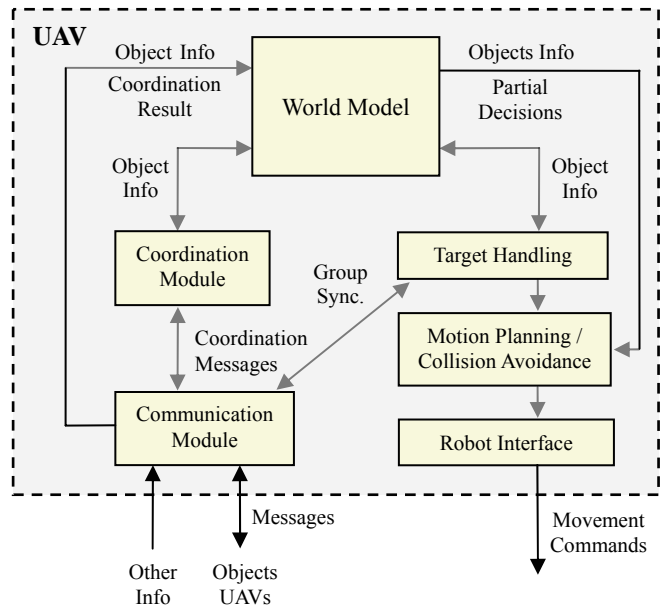 UAV
Object Info
Coordination
Result
World Model
Objects Info
Partial
Decisions
Object
Info
Object
Info
Coordination
Module
Group
Sync.
Target Handling
Coordination
Messages
Motion Planning /
Collision Avoidance
Communication
Module
Robot Interface
Messages
Movement
Commands
Other
Info
Objects
UAVs